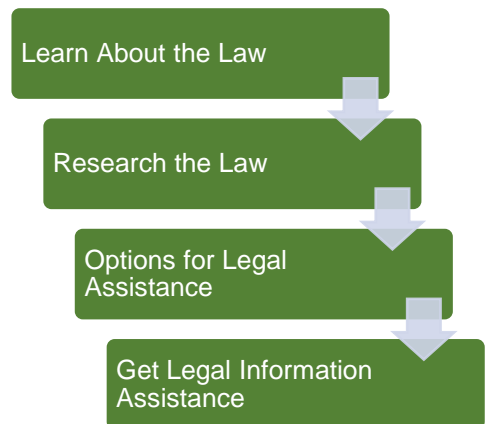 Learn About the Law
Research the Law
Options for Legal
Assistance
Get Legal Information
Assistance